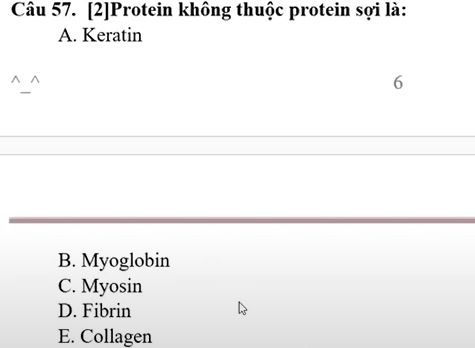 Câu 57. [2]Protein không thuộc protein sợi là:
A. Keratin
^_^
6
B. Myoglobin
C. Myosin
D. Fibrin
E. Collagen